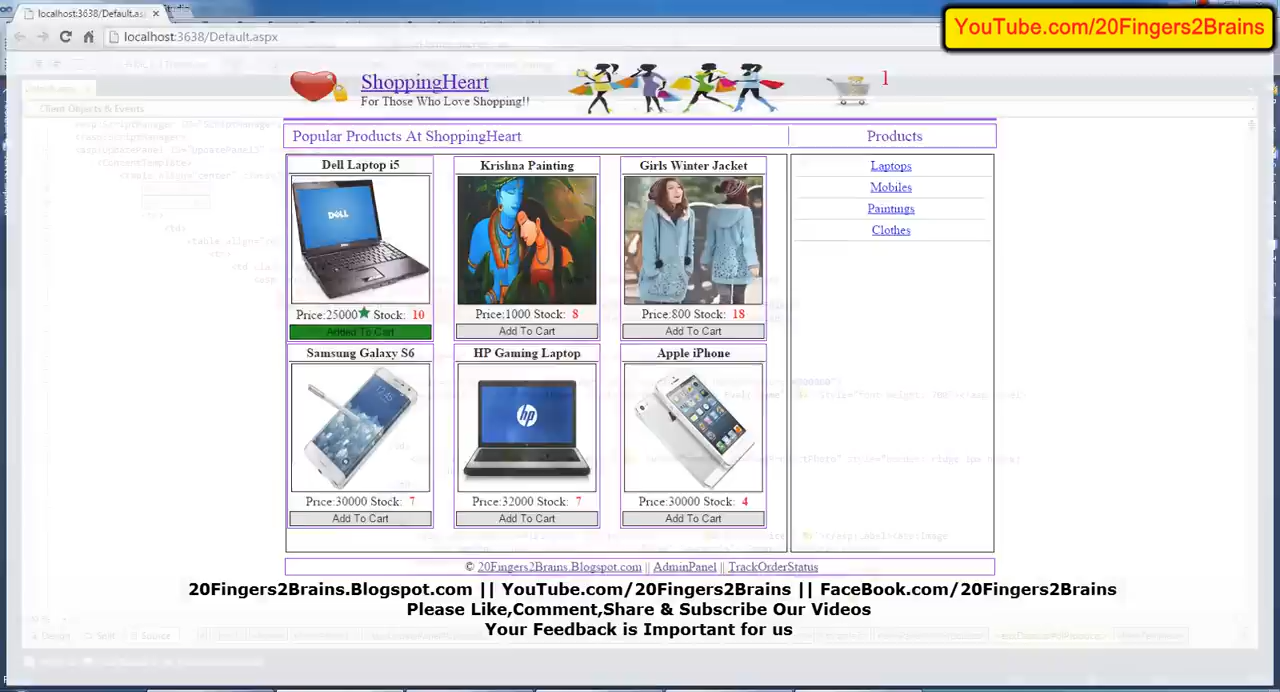 localhost:3638/Default.as
localhost:3638/Default.aspx
YouTube.com/20Fingers2Brains
ShoppingHeart
For Those Who Love Shopping!!
1
Popular Products At ShoppingHeart
Products
Dell Laptop i5
Krishna Painting
Girls Winter Jacket
Laptops
Mobiles
Paintings
Clothes
DELL
Price:25000 Stock: 10
Price:1000 Stock: 8
Price:800 Stock: 18
Added To Cart
Add To Cart
Add To Cart
Samsung Galaxy S6
HP Gaming Laptop
Apple iPhone
hp
Price:30000 Stock: 7
Price:32000 Stock: 7
Price:30000 Stock: 4
Add To Cart
Add To Cart
Add To Cart
© 20Fingers2Brains.Blogspot.com || AdminPanel || TrackOrderStatus
20Fingers2Brains.Blogspot.com || YouTube.com/20Fingers2Brains || FaceBook.com/20Fingers2Brains
Please Like,Comment,Share & Subscribe Our Videos
Your Feedback is Important for us